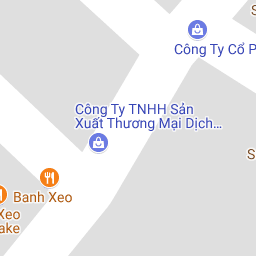 Công Ty Cổ P
Công Ty TNHH Sản
Xuất Thương Mại Dịch...
S
S
Banh Xeo
Xeo
ake